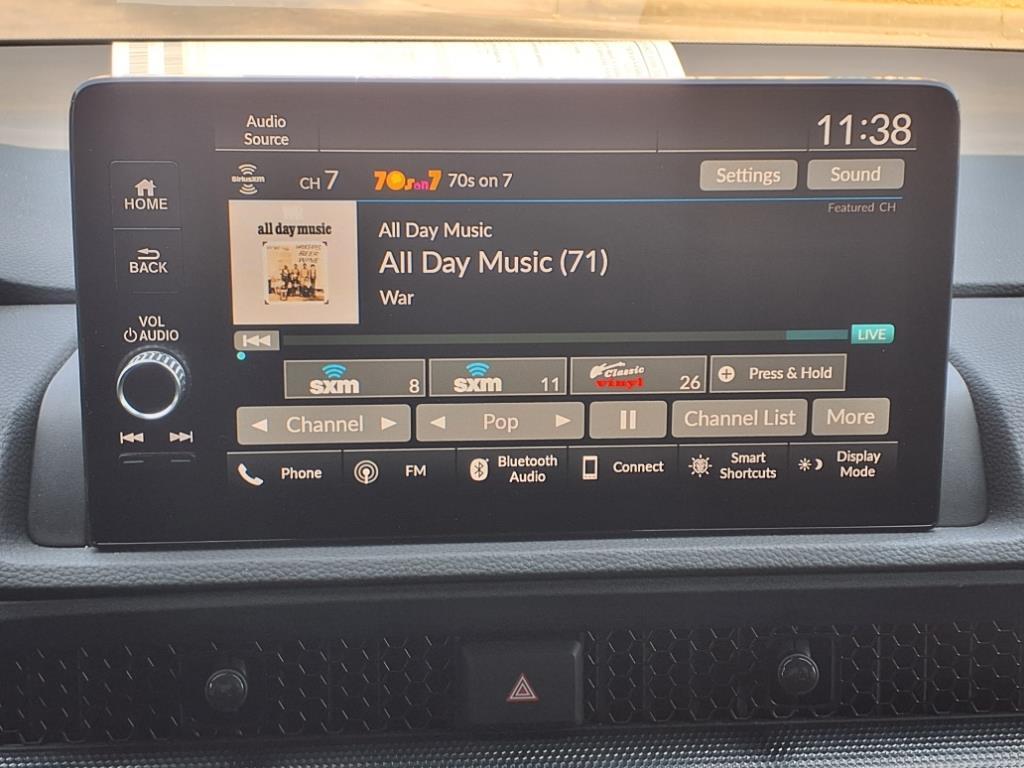 Audio
Source
11:38
SiriusXM
CH 7
70s on 7
70s on 7
Settings
Sound
Featured CH
HOME
BACK
VOL
AUDIO
all day music
All Day Music
All Day Music (71)
War
LIVE
sxm 8
sxm 11
Classic
vinyl 26
Press & Hold
Channel
Pop
Channel List
More
Phone
FM
Bluetooth
Audio
Connect
Smart
Shortcuts
Display
Mode